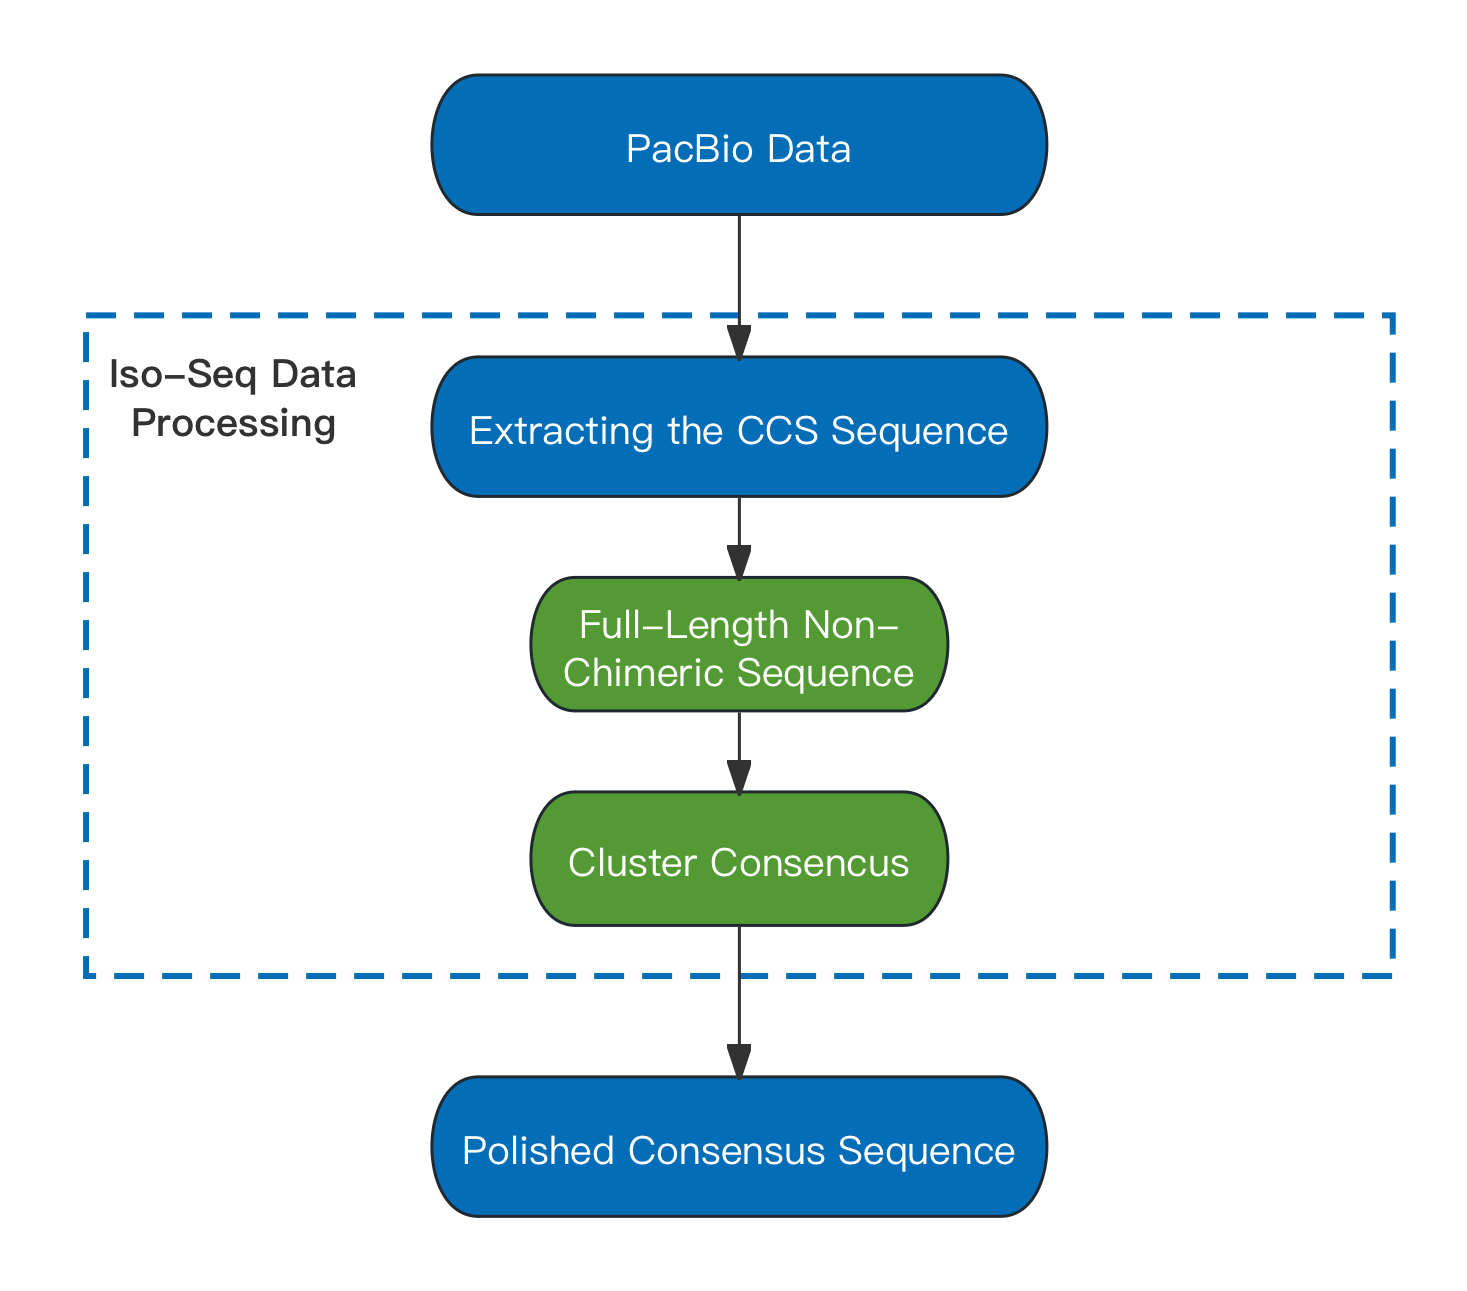 PacBio Data
Iso-Seq Data
Processing
Extracting the CCS Sequence
Full-Length Non-
Chimeric Sequence
Cluster Consencus
Polished Consensus Sequence